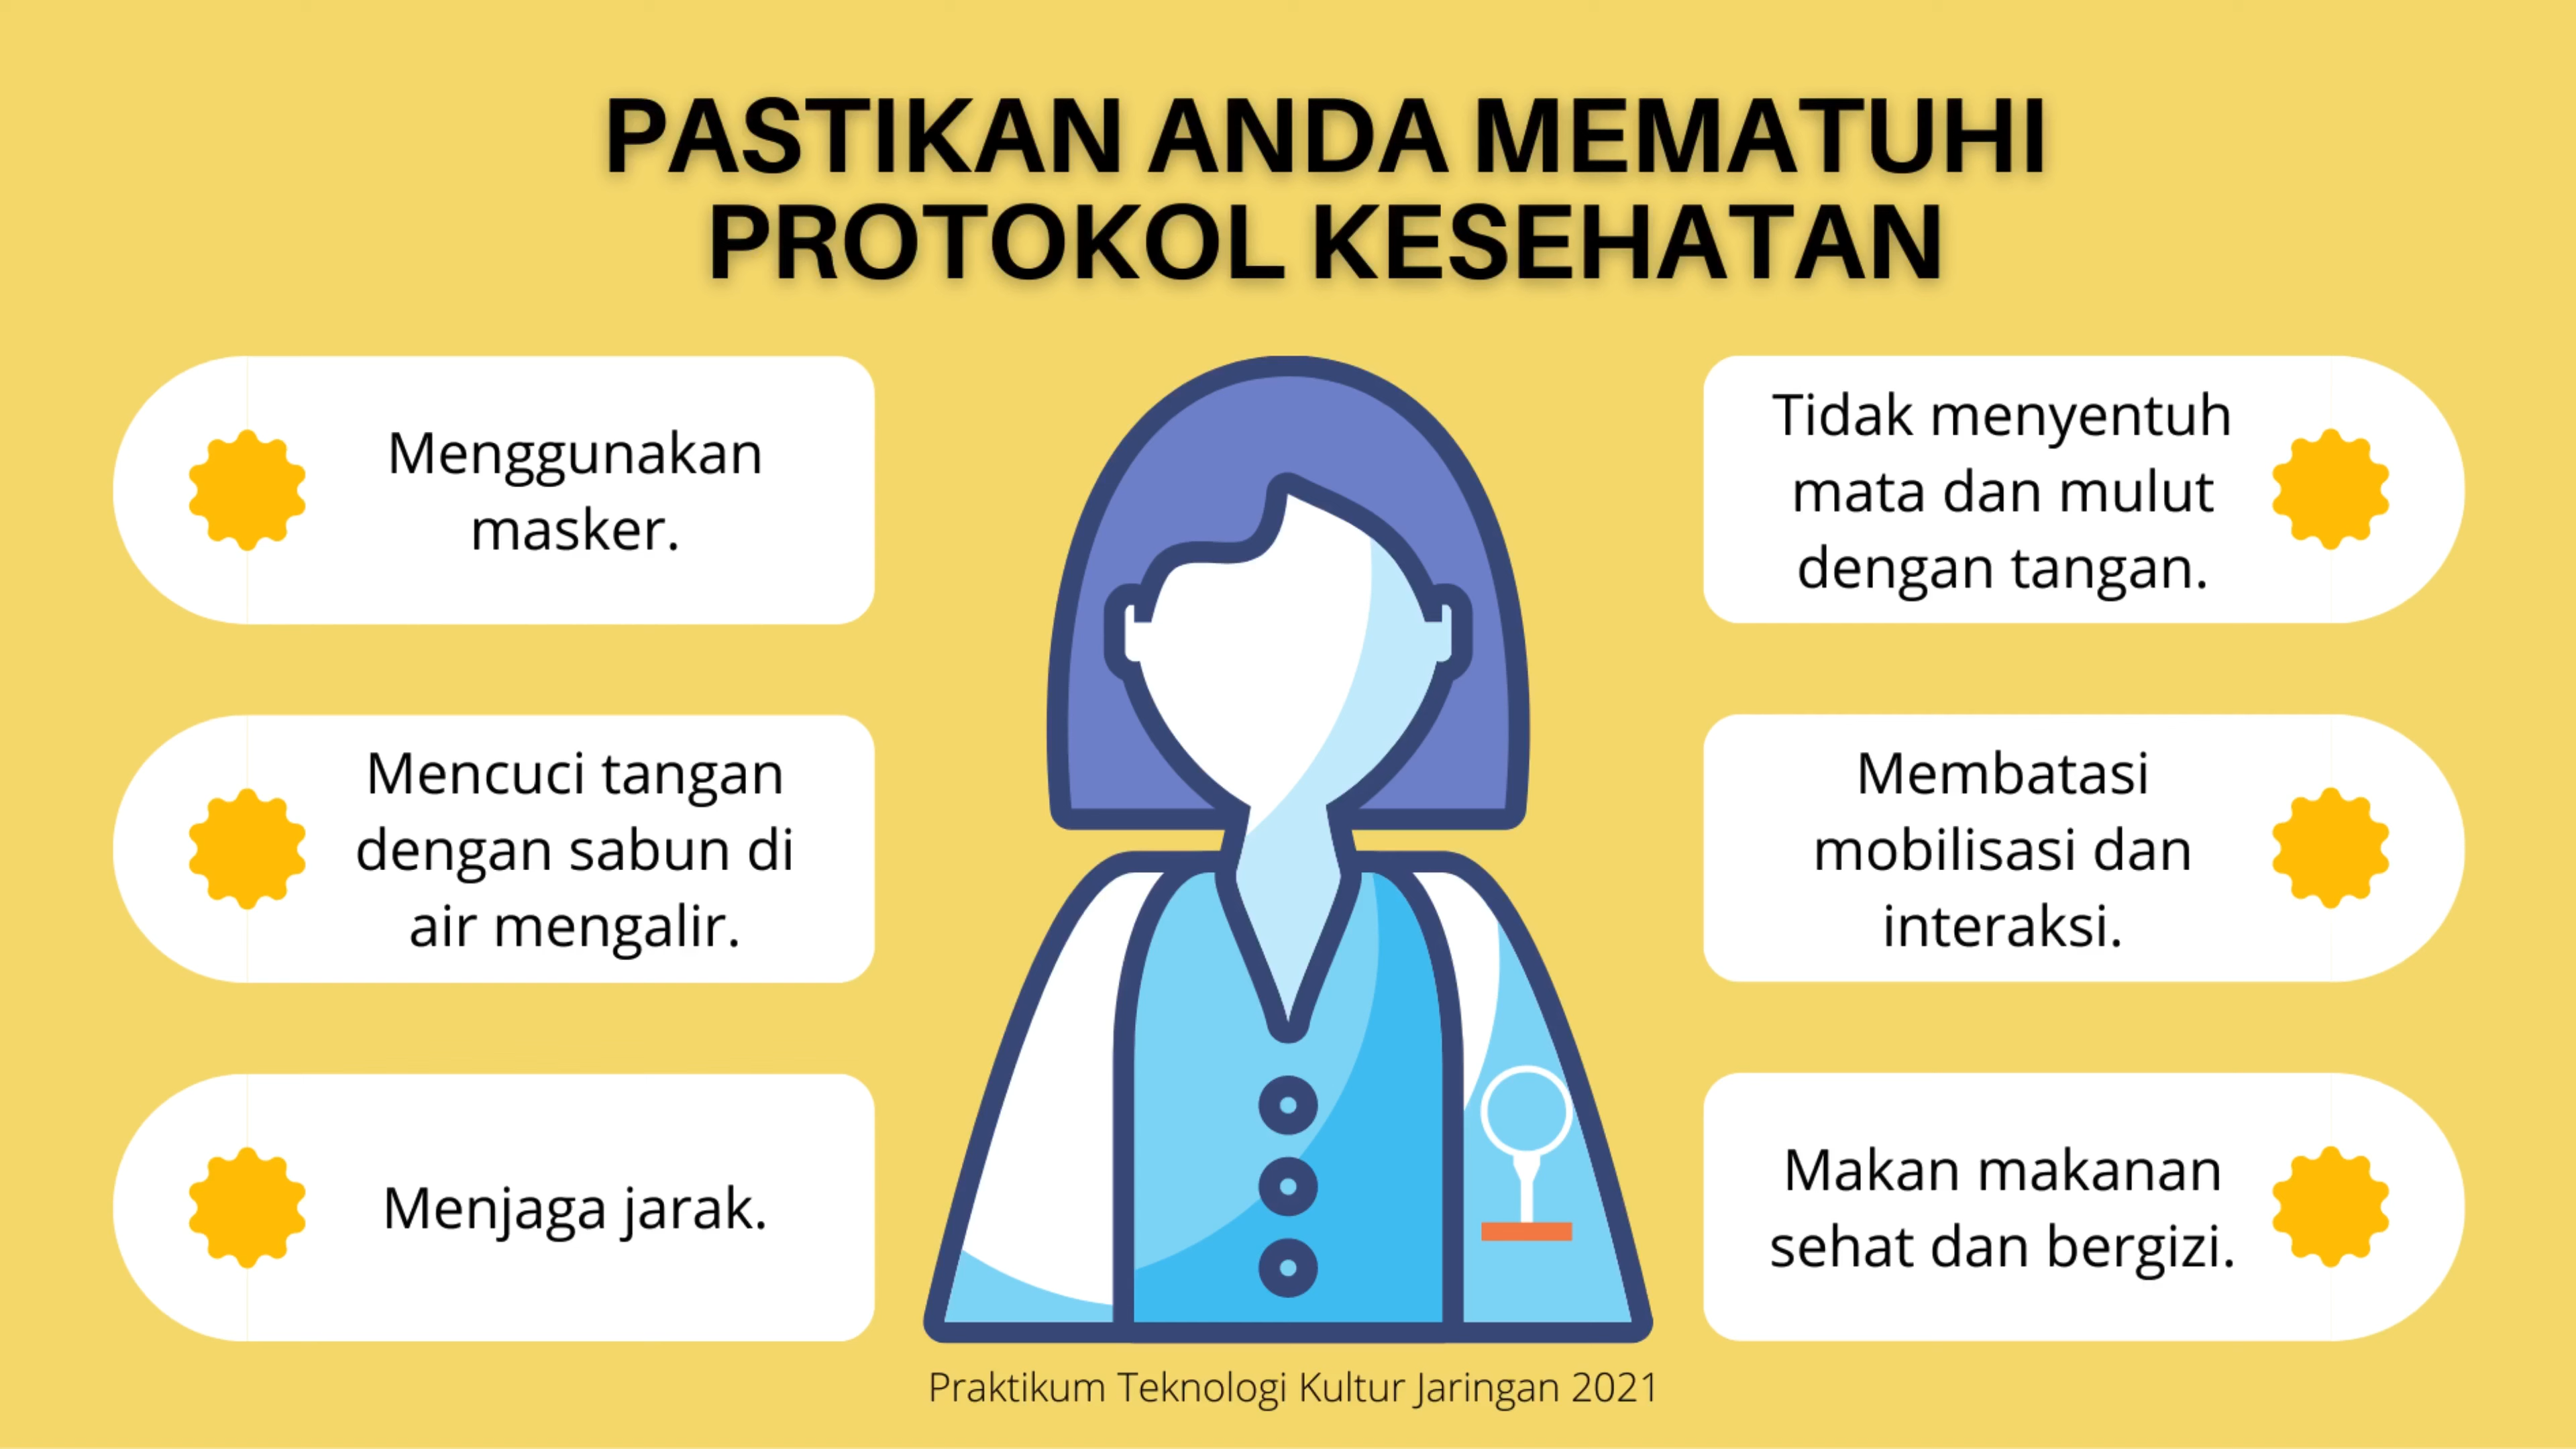 PASTIKAN ANDA MEMATUHI
PROTOKOL KESEHATAN
Menggunakan
masker.
Mencuci tangan
dengan sabun di
air mengalir.
Menjaga jarak.
Tidak menyentuh
mata dan mulut
dengan tangan.
Membatasi
mobilisasi dan
interaksi.
Makan makanan
sehat dan bergizi.
Praktikum Teknologi Kultur Jaringan 2021